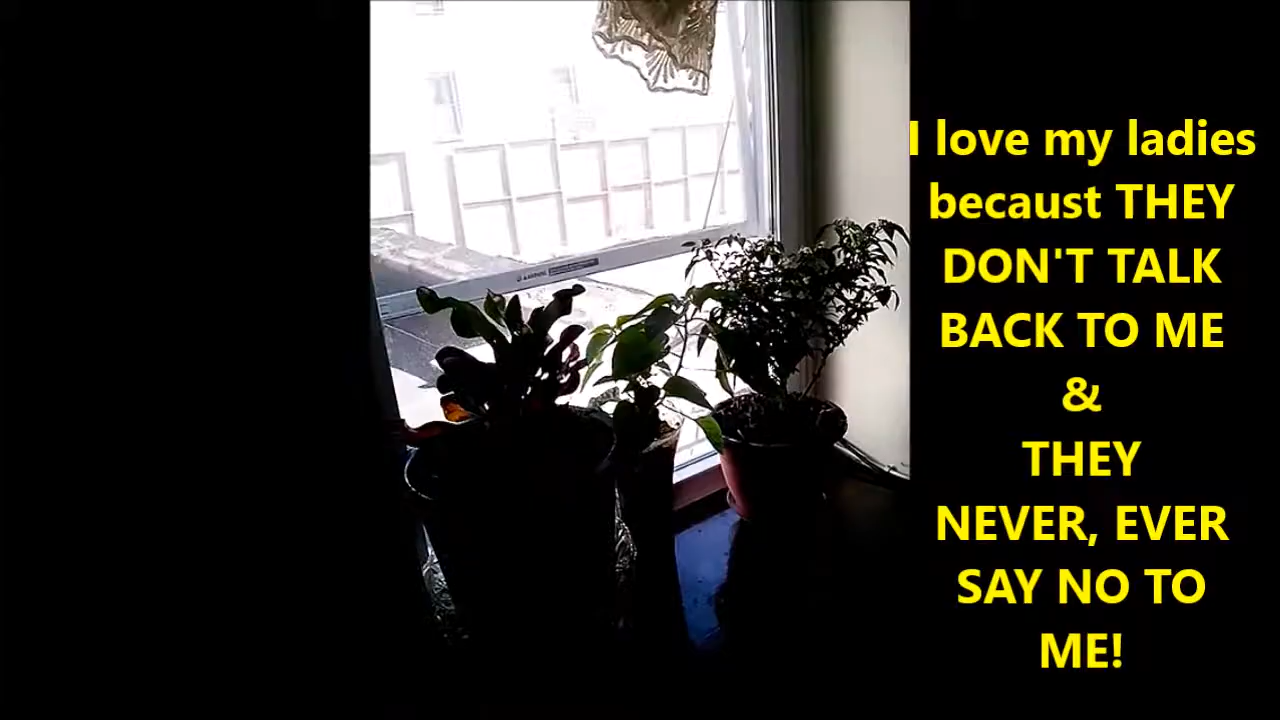 I love my ladies
becaust THEY
DON'T TALK
BACK TO ME
&
THEY
NEVER, EVER
SAY NO TO
ME!